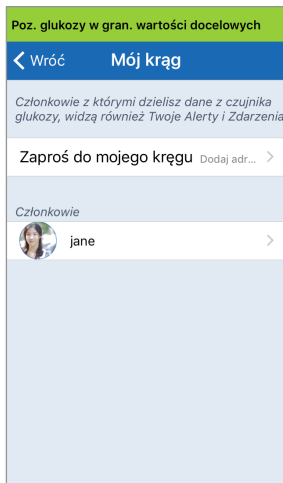 Poz. glukozy w gran. wartości docelowych
Wróć Mój krąg
Członkowie z którymi dzielisz dane z czujnika
glukozy, widzą również Twoje Alerty i Zdarzenia
Zaproś do mojego kręgu Dodaj adr...
Członkowie
jane